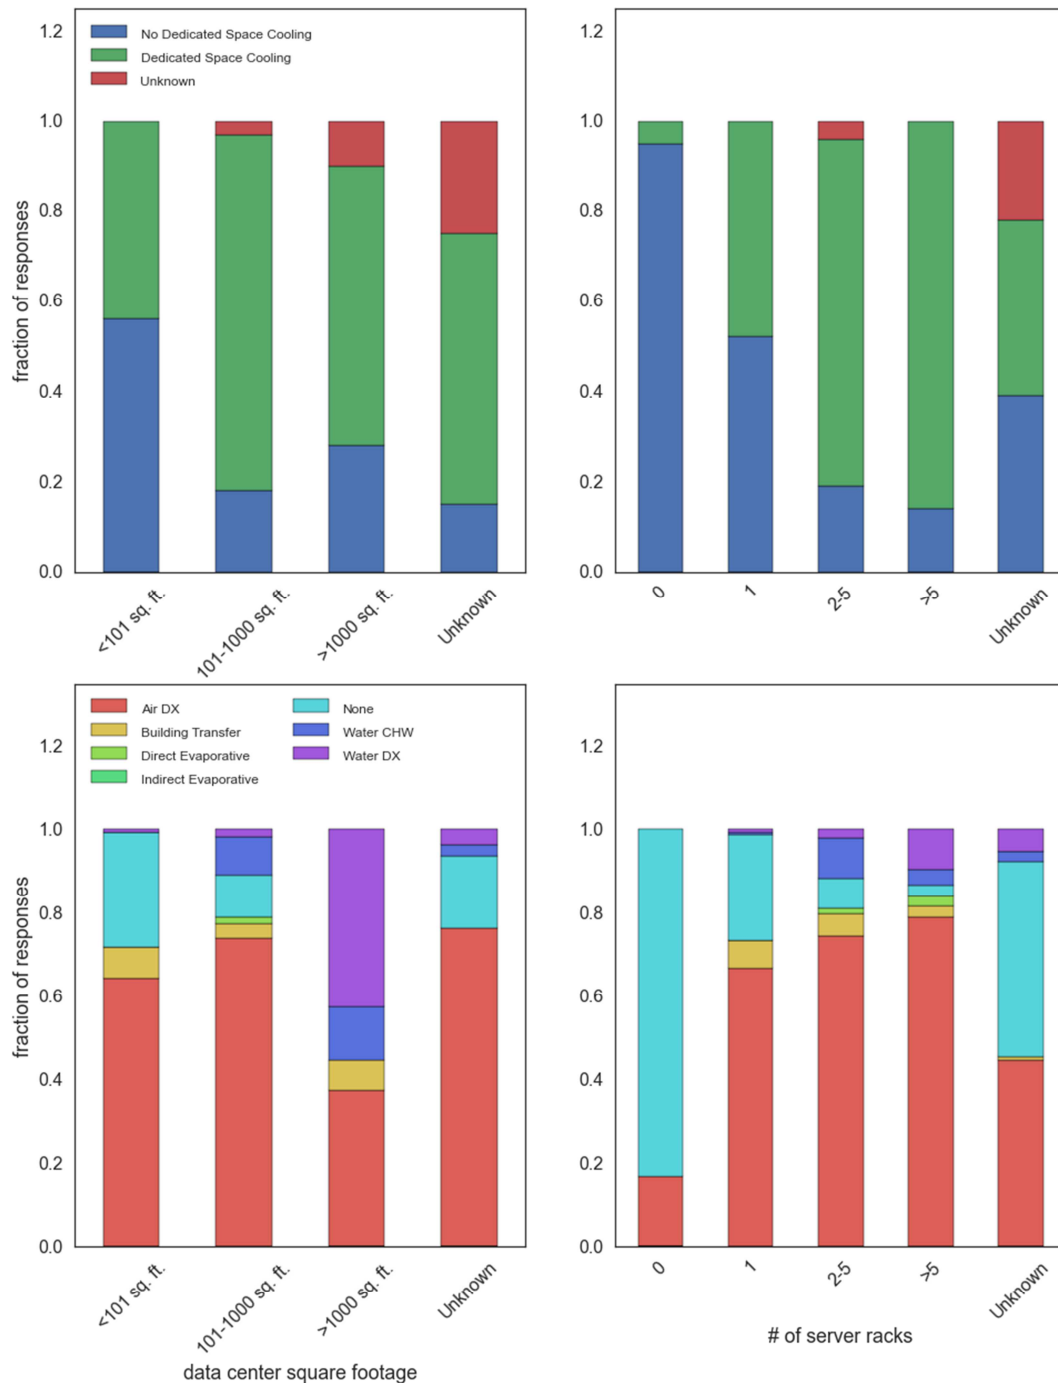 1.2
No Dedicated Space Cooling
Dedicated Space Cooling
Unknown
1.0
0.8
0.6
0.4
0.2
0.0
fraction of responses
<101 sq. ft.
101-1000 sq. ft.
>1000 sq. ft.
Unknown
1.2
1.0
0.8
0.6
0.4
0.2
0.0
0
1
2-5
>5
Unknown
Air DX
Building Transfer
Direct Evaporative
Indirect Evaporative
None
Water CHW
Water DX
1.2
1.0
0.8
0.6
0.4
0.2
0.0
fraction of responses
<101 sq. ft.
101-1000 sq. ft.
>1000 sq. ft.
Unknown
data center square footage
1.2
1.0
0.8
0.6
0.4
0.2
0.0
0
1
2-5
>5
Unknown
# of server racks